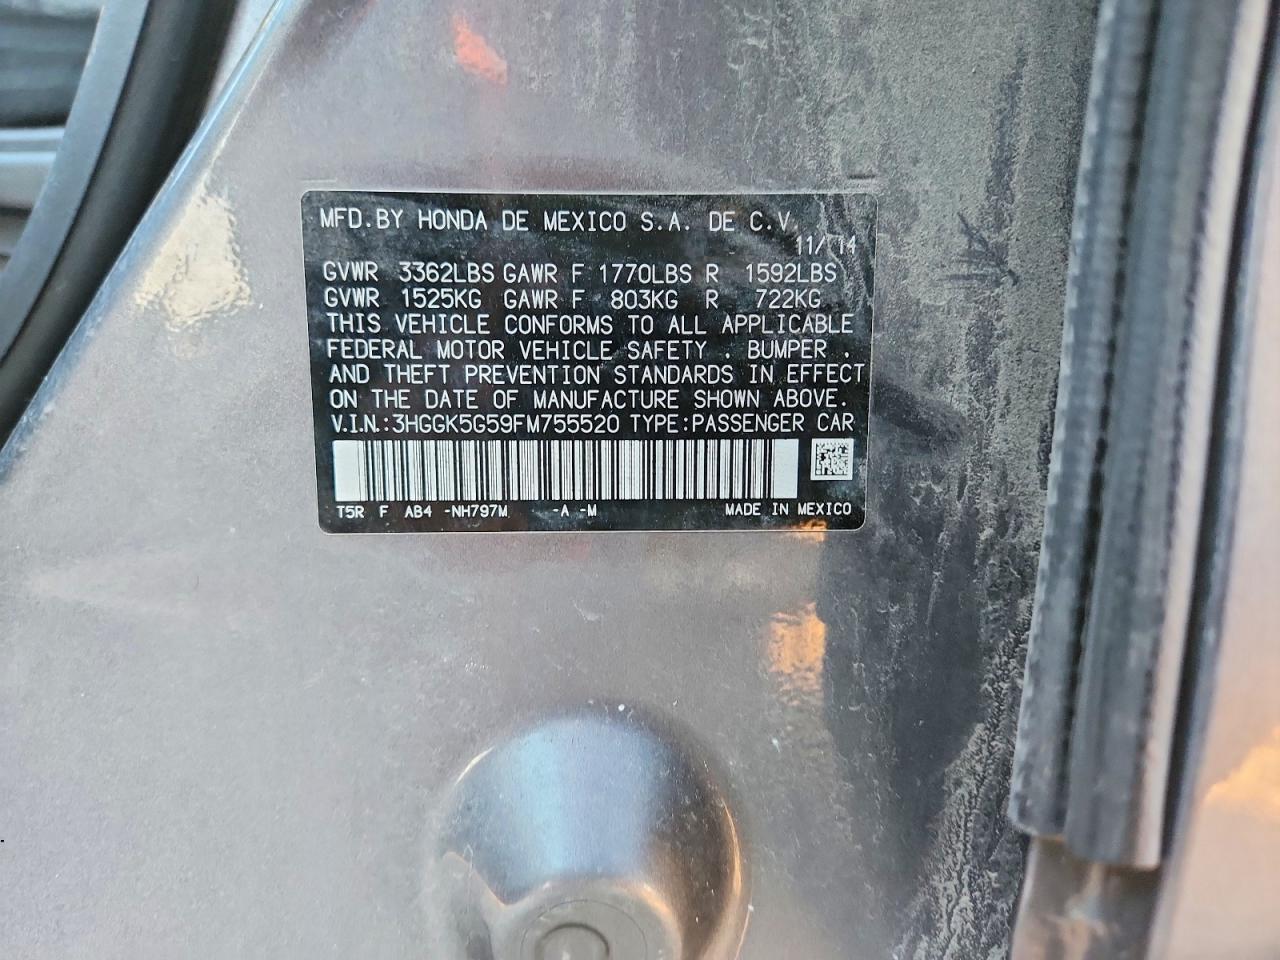 MFD.BY HONDA DE MEXICO S.A. DE C.V.
11/14
GVWR 3362LBS GAWR F 1770LBS R 1592LBS
GVWR 1525KG GAWR F 803KG R 722KG
THIS VEHICLE CONFORMS TO ALL APPLICABLE
FEDERAL MOTOR VEHICLE SAFETY , BUMPER ,
AND THEFT PREVENTION STANDARDS IN EFFECT
ON THE DATE OF MANUFACTURE SHOWN ABOVE.
V.I.N.:3HGGK5G59FM755520 TYPE:PASSENGER CAR
T5R F AB4 -NH797M -A -M MADE IN MEXICO